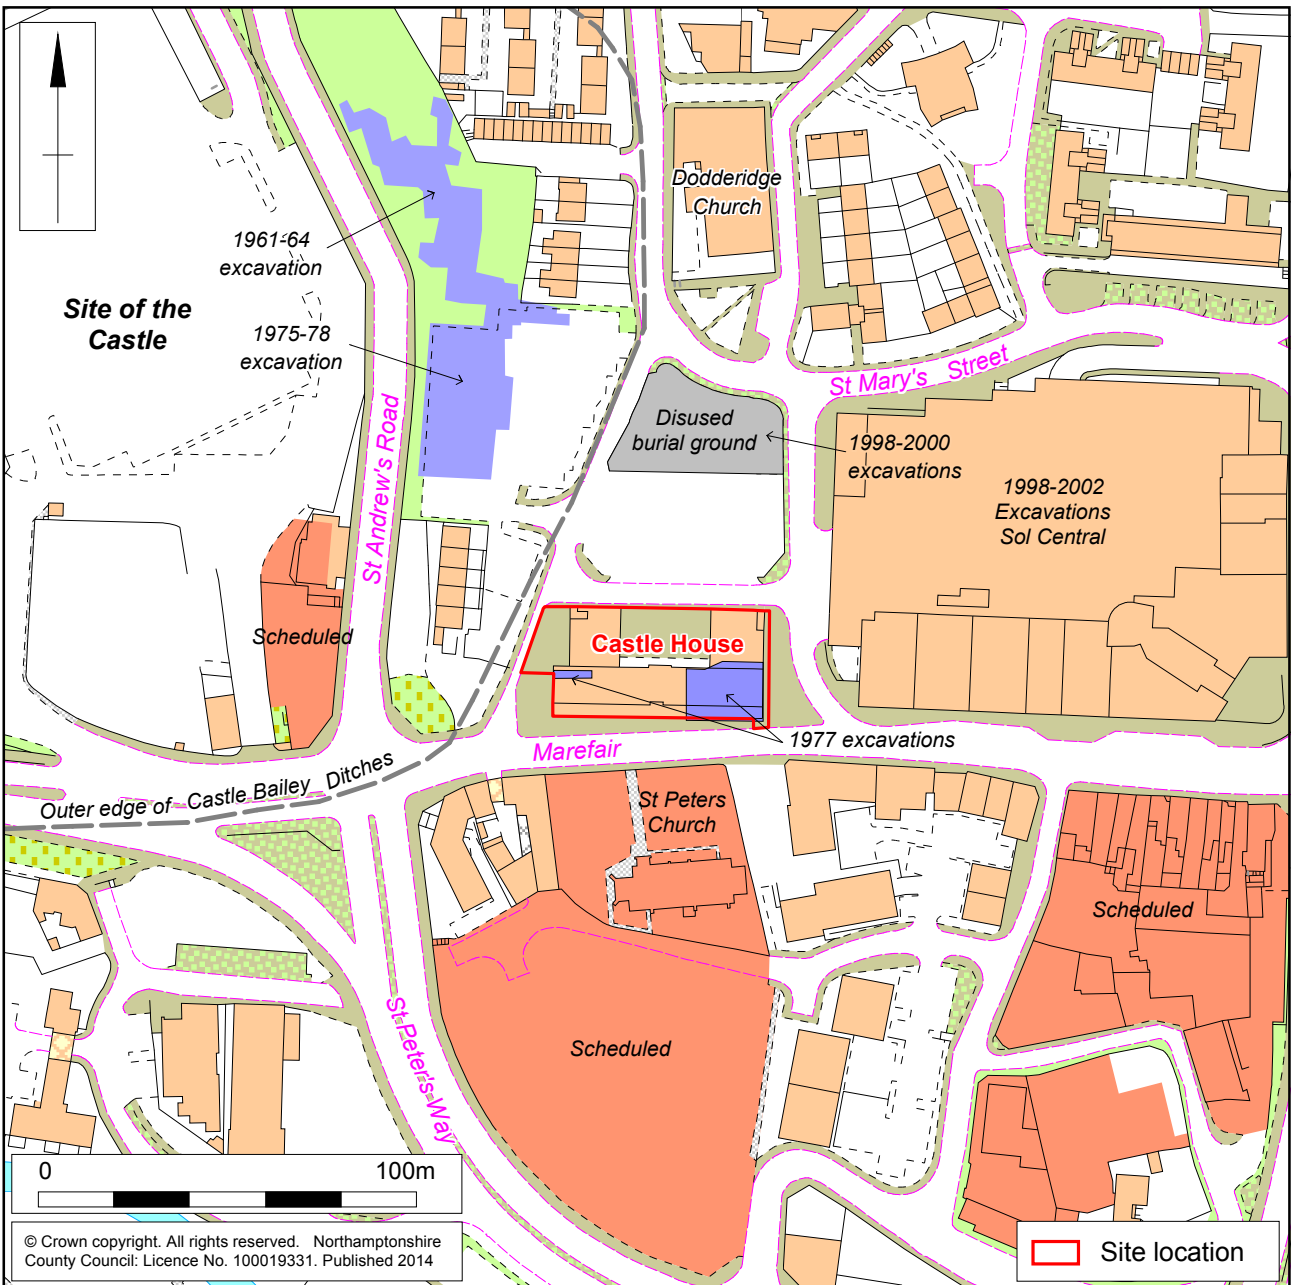 Dodderidge
Church
1961-64
excavation
Site of the
Castle
1975-78
excavation
St Andrew's Road
St Mary's Street
Disused
burial ground
1998-2000
excavations
1998-2002
Excavations
Sol Central
Scheduled
Castle House
1977 excavations
Marefair
Outer edge of Castle Bailey Ditches
St Peters
Church
Scheduled
Scheduled
St Peter's Way
0 100m
© Crown copyright. All rights reserved. Northamptonshire
County Council: Licence No. 100019331. Published 2014
Site location